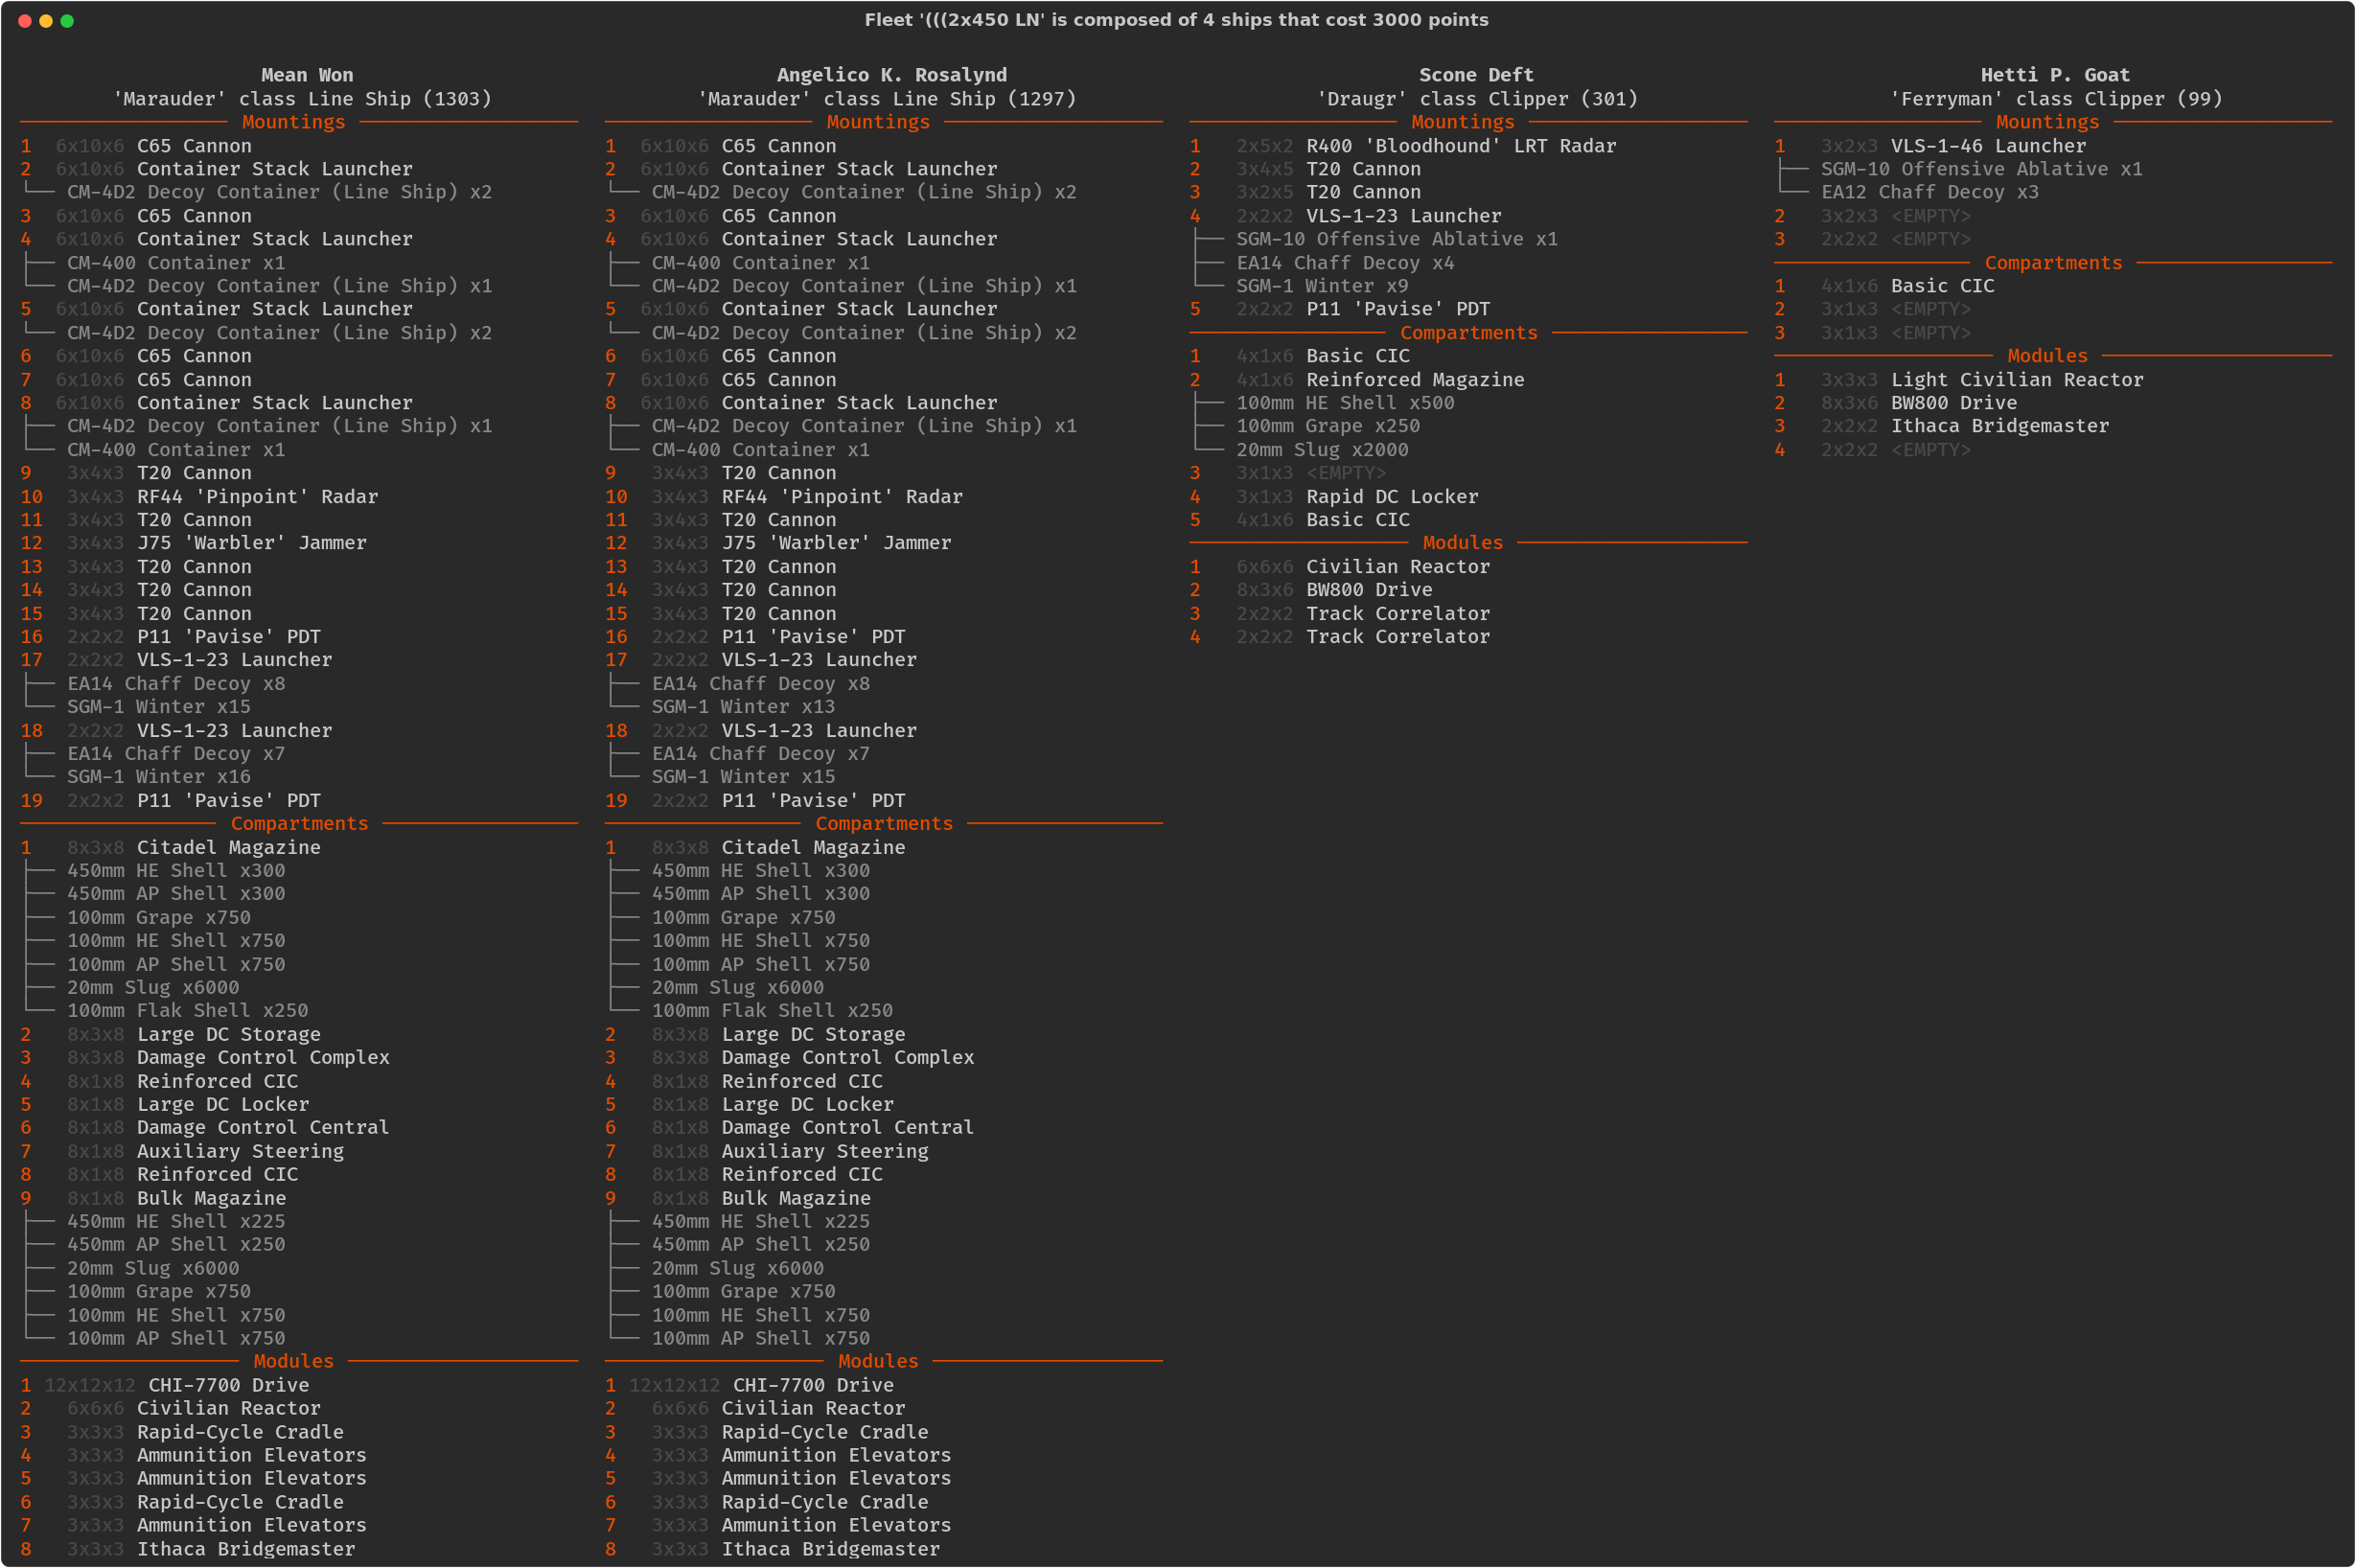 Fleet '(((2x450 LN' is composed of 4 ships that cost 3000 points
Mean Won
'Marauder' class Line Ship (1303)
Mountings
1 6x10x6 C65 Cannon
2 6x10x6 Container Stack Launcher
CM-4D2 Decoy Container (Line Ship) x2
3 6x10x6 C65 Cannon
4 6x10x6 Container Stack Launcher
CM-400 Container x1
CM-4D2 Decoy Container (Line Ship) x1
5 6x10x6 Container Stack Launcher
CM-4D2 Decoy Container (Line Ship) x2
6 6x10x6 C65 Cannon
7 6x10x6 C65 Cannon
8 6x10x6 Container Stack Launcher
CM-4D2 Decoy Container (Line Ship) x1
CM-400 Container x1
9 3x4x3 T20 Cannon
10 3x4x3 RF44 'Pinpoint' Radar
11 3x4x3 T20 Cannon
12 3x4x3 J75 'Warbler' Jammer
13 3x4x3 T20 Cannon
14 3x4x3 T20 Cannon
15 3x4x3 T20 Cannon
16 2x2x2 P11 'Pavise' PDT
17 2x2x2 VLS-1-23 Launcher
EA14 Chaff Decoy x8
SGM-1 Winter x15
18 2x2x2 VLS-1-23 Launcher
EA14 Chaff Decoy x7
SGM-1 Winter x16
19 2x2x2 P11 'Pavise' PDT
Compartments
1 8x3x8 Citadel Magazine
450mm HE Shell x300
450mm AP Shell x300
100mm Grape x750
100mm HE Shell x750
100mm AP Shell x750
20mm Slug x6000
100mm Flak Shell x250
2 8x3x8 Large DC Storage
3 8x3x8 Damage Control Complex
4 8x1x8 Reinforced CIC
5 8x1x8 Large DC Locker
6 8x1x8 Damage Control Central
7 8x1x8 Auxiliary Steering
8 8x1x8 Reinforced CIC
9 8x1x8 Bulk Magazine
450mm HE Shell x225
450mm AP Shell x250
20mm Slug x6000
100mm Grape x750
100mm HE Shell x750
100mm AP Shell x750
Modules
1 12x12x12 CHI-7700 Drive
2 6x6x6 Civilian Reactor
3 3x3x3 Rapid-Cycle Cradle
4 3x3x3 Ammunition Elevators
5 3x3x3 Ammunition Elevators
6 3x3x3 Rapid-Cycle Cradle
7 3x3x3 Ammunition Elevators
8 3x3x3 Ithaca Bridgemaster
Angelico K. Rosalynd
'Marauder' class Line Ship (1297)
Mountings
1 6x10x6 C65 Cannon
2 6x10x6 Container Stack Launcher
CM-4D2 Decoy Container (Line Ship) x2
3 6x10x6 C65 Cannon
4 6x10x6 Container Stack Launcher
CM-400 Container x1
CM-4D2 Decoy Container (Line Ship) x1
5 6x10x6 Container Stack Launcher
CM-4D2 Decoy Container (Line Ship) x2
6 6x10x6 C65 Cannon
7 6x10x6 C65 Cannon
8 6x10x6 Container Stack Launcher
CM-4D2 Decoy Container (Line Ship) x1
CM-400 Container x1
9 3x4x3 T20 Cannon
10 3x4x3 RF44 'Pinpoint' Radar
11 3x4x3 T20 Cannon
12 3x4x3 J75 'Warbler' Jammer
13 3x4x3 T20 Cannon
14 3x4x3 T20 Cannon
15 3x4x3 T20 Cannon
16 2x2x2 P11 'Pavise' PDT
17 2x2x2 VLS-1-23 Launcher
EA14 Chaff Decoy x8
SGM-1 Winter x13
18 2x2x2 VLS-1-23 Launcher
EA14 Chaff Decoy x7
SGM-1 Winter x15
19 2x2x2 P11 'Pavise' PDT
Compartments
1 8x3x8 Citadel Magazine
450mm HE Shell x300
450mm AP Shell x300
100mm Grape x750
100mm HE Shell x750
100mm AP Shell x750
20mm Slug x6000
100mm Flak Shell x250
2 8x3x8 Large DC Storage
3 8x3x8 Damage Control Complex
4 8x1x8 Reinforced CIC
5 8x1x8 Large DC Locker
6 8x1x8 Damage Control Central
7 8x1x8 Auxiliary Steering
8 8x1x8 Reinforced CIC
9 8x1x8 Bulk Magazine
450mm HE Shell x225
450mm AP Shell x250
20mm Slug x6000
100mm Grape x750
100mm HE Shell x750
100mm AP Shell x750
Modules
1 12x12x12 CHI-7700 Drive
2 6x6x6 Civilian Reactor
3 3x3x3 Rapid-Cycle Cradle
4 3x3x3 Ammunition Elevators
5 3x3x3 Ammunition Elevators
6 3x3x3 Rapid-Cycle Cradle
7 3x3x3 Ammunition Elevators
8 3x3x3 Ithaca Bridgemaster
Scone Deft
'Draugr' class Clipper (301)
Mountings
1 2x5x2 R400 'Bloodhound' LRT Radar
2 3x4x5 T20 Cannon
3 3x2x5 T20 Cannon
4 2x2x2 VLS-1-23 Launcher
SGM-10 Offensive Ablative x1
EA14 Chaff Decoy x4
SGM-1 Winter x9
5 2x2x2 P11 'Pavise' PDT
Compartments
1 4x1x6 Basic CIC
2 4x1x6 Reinforced Magazine
100mm HE Shell x500
100mm Grape x250
20mm Slug x2000
3 3x1x3 <EMPTY>
4 3x1x3 Rapid DC Locker
5 4x1x6 Basic CIC
Modules
1 6x6x6 Civilian Reactor
2 8x3x6 BW800 Drive
3 2x2x2 Track Correlator
4 2x2x2 Track Correlator
Hetti P. Goat
'Ferryman' class Clipper (99)
Mountings
1 3x2x3 VLS-1-46 Launcher
SGM-10 Offensive Ablative x1
EA12 Chaff Decoy x3
2 3x2x3 <EMPTY>
3 2x2x2 <EMPTY>
Compartments
1 4x1x6 Basic CIC
2 3x1x3 <EMPTY>
3 3x1x3 <EMPTY>
Modules
1 3x3x3 Light Civilian Reactor
2 8x3x6 BW800 Drive
3 2x2x2 Ithaca Bridgemaster
4 2x2x2 <EMPTY>